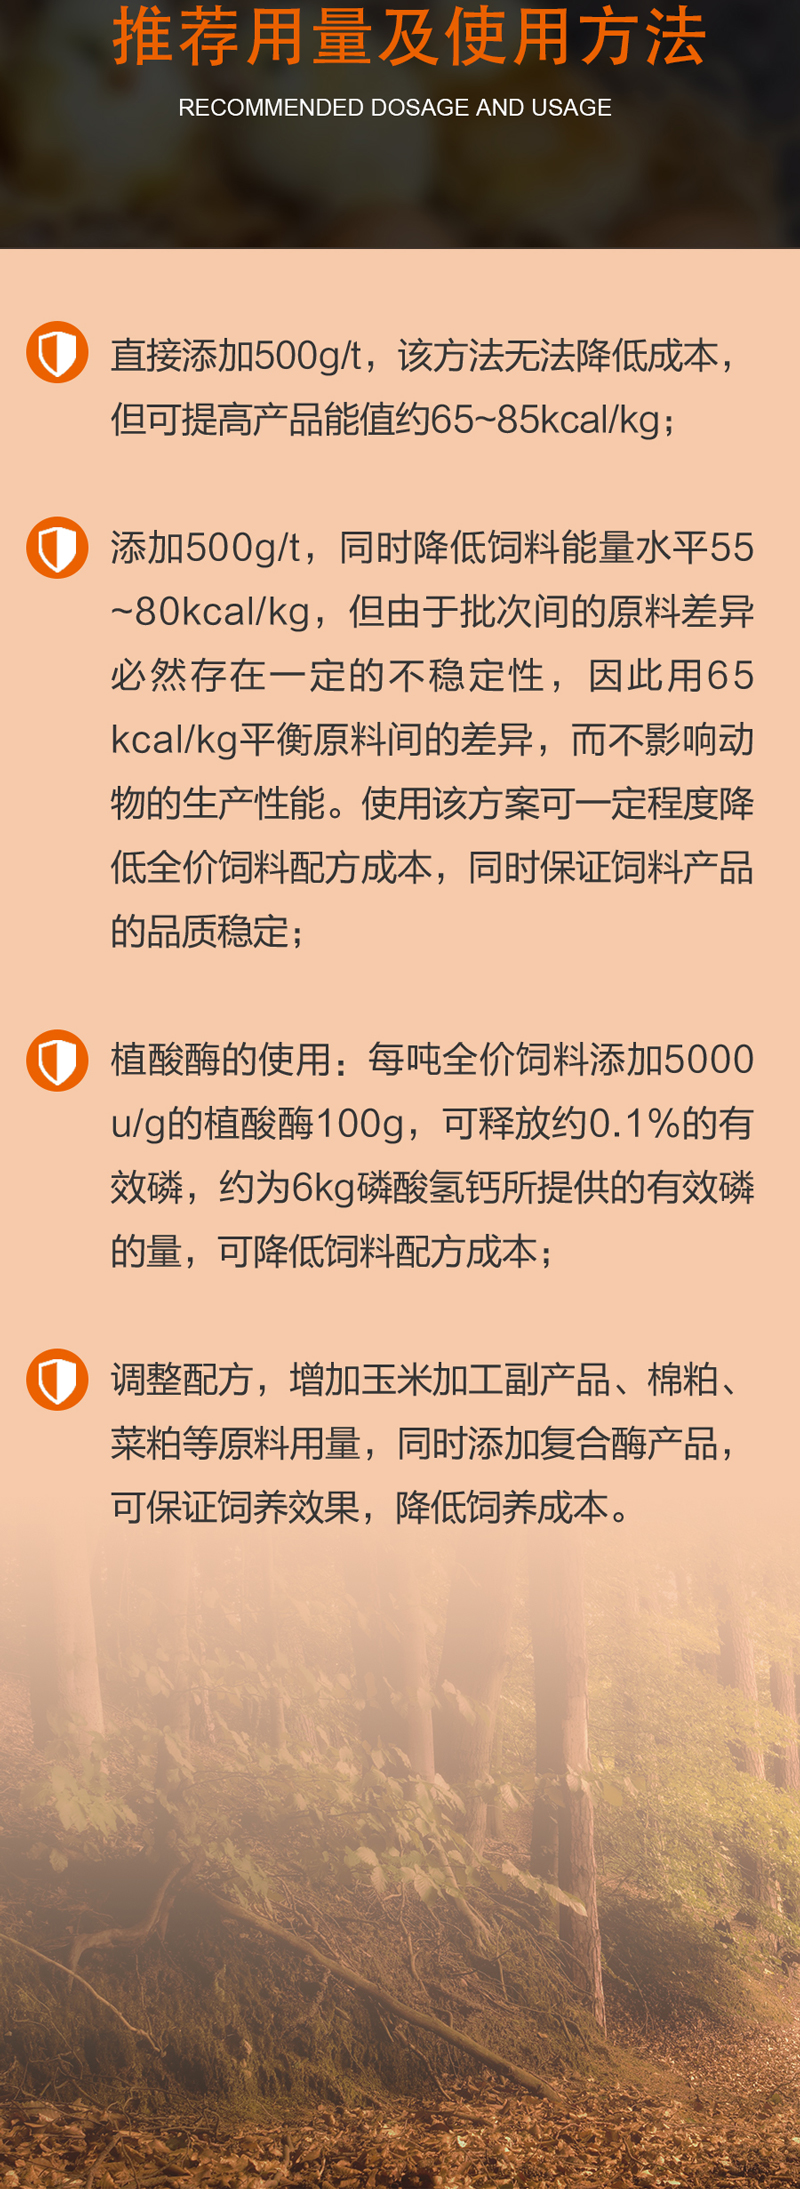 推荐用量及使用方法
RECOMMENDED DOSAGE AND USAGE
直接添加500g/t，该方法无法降低成本，
但可提高产品能值约65~85kcal/kg；
添加500g/t，同时降低饲料能量水平55
~80kcal/kg，但由于批次间的原料差异
必然存在一定的不稳定性，因此用65
kcal/kg平衡原料间的差异，而不影响动
物的生产性能。使用该方案可一定程度降
低全价饲料配方成本，同时保证饲料产品
的品质稳定；
植酸酶的使用：每吨全价饲料添加5000
u/g的植酸酶100g，可释放约0.1%的有
效磷，约为6kg磷酸氢钙所提供的有效磷
的量，可降低饲料配方成本；
调整配方，增加玉米加工副产品、棉粕、
菜粕等原料用量，同时添加复合酶产品，
可保证饲养效果，降低饲养成本。